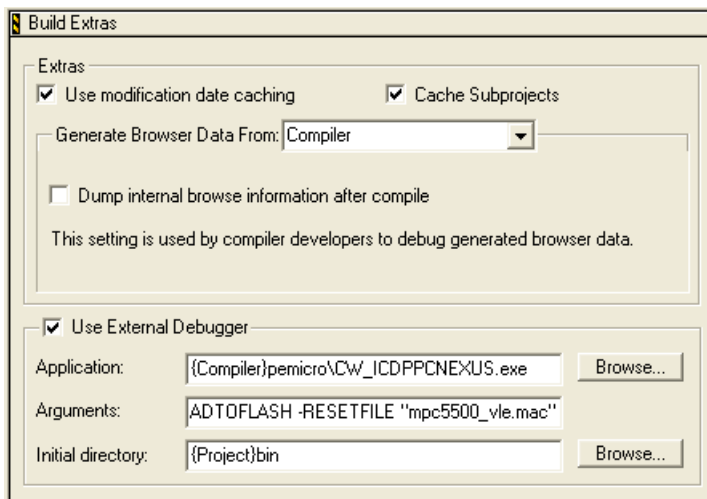 Build Extras
Extras
Use modification date caching Cache Subprojects
Generate Browser Data From: Compiler
Dump internal browse information after compile
This setting is used by compiler developers to debug generated browser data.
Use External Debugger
Application: {Compiler}pemicro\CW_ICDPPCNEXUS.exe Browse...
Arguments: ADTOFLASH -RESETFILE "mpc5500_vle.mac"
Initial directory: {Project}bin Browse...